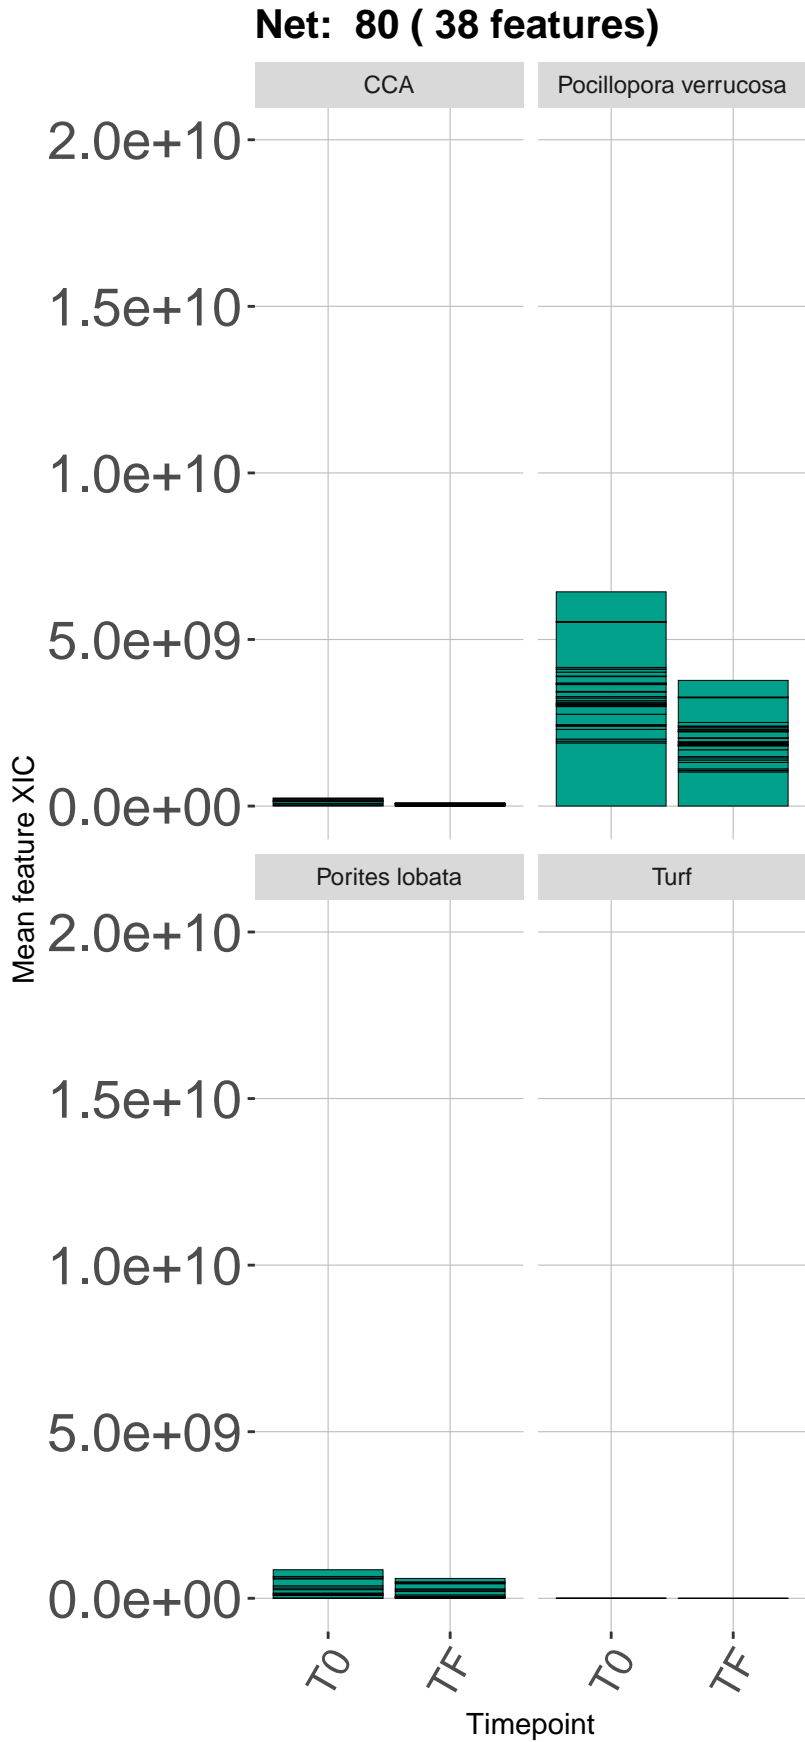 Net:  80 ( 38 features)
CCA
Pocillopora verrucosa
2.0e+10
1.5e+10
1.0e+10
5.0e+09
0.0e+00
Mean feature XIC
Porites lobata
Turf
2.0e+10
1.5e+10
1.0e+10
5.0e+09
0.0e+00
T0
TF
T0
TF
Timepoint